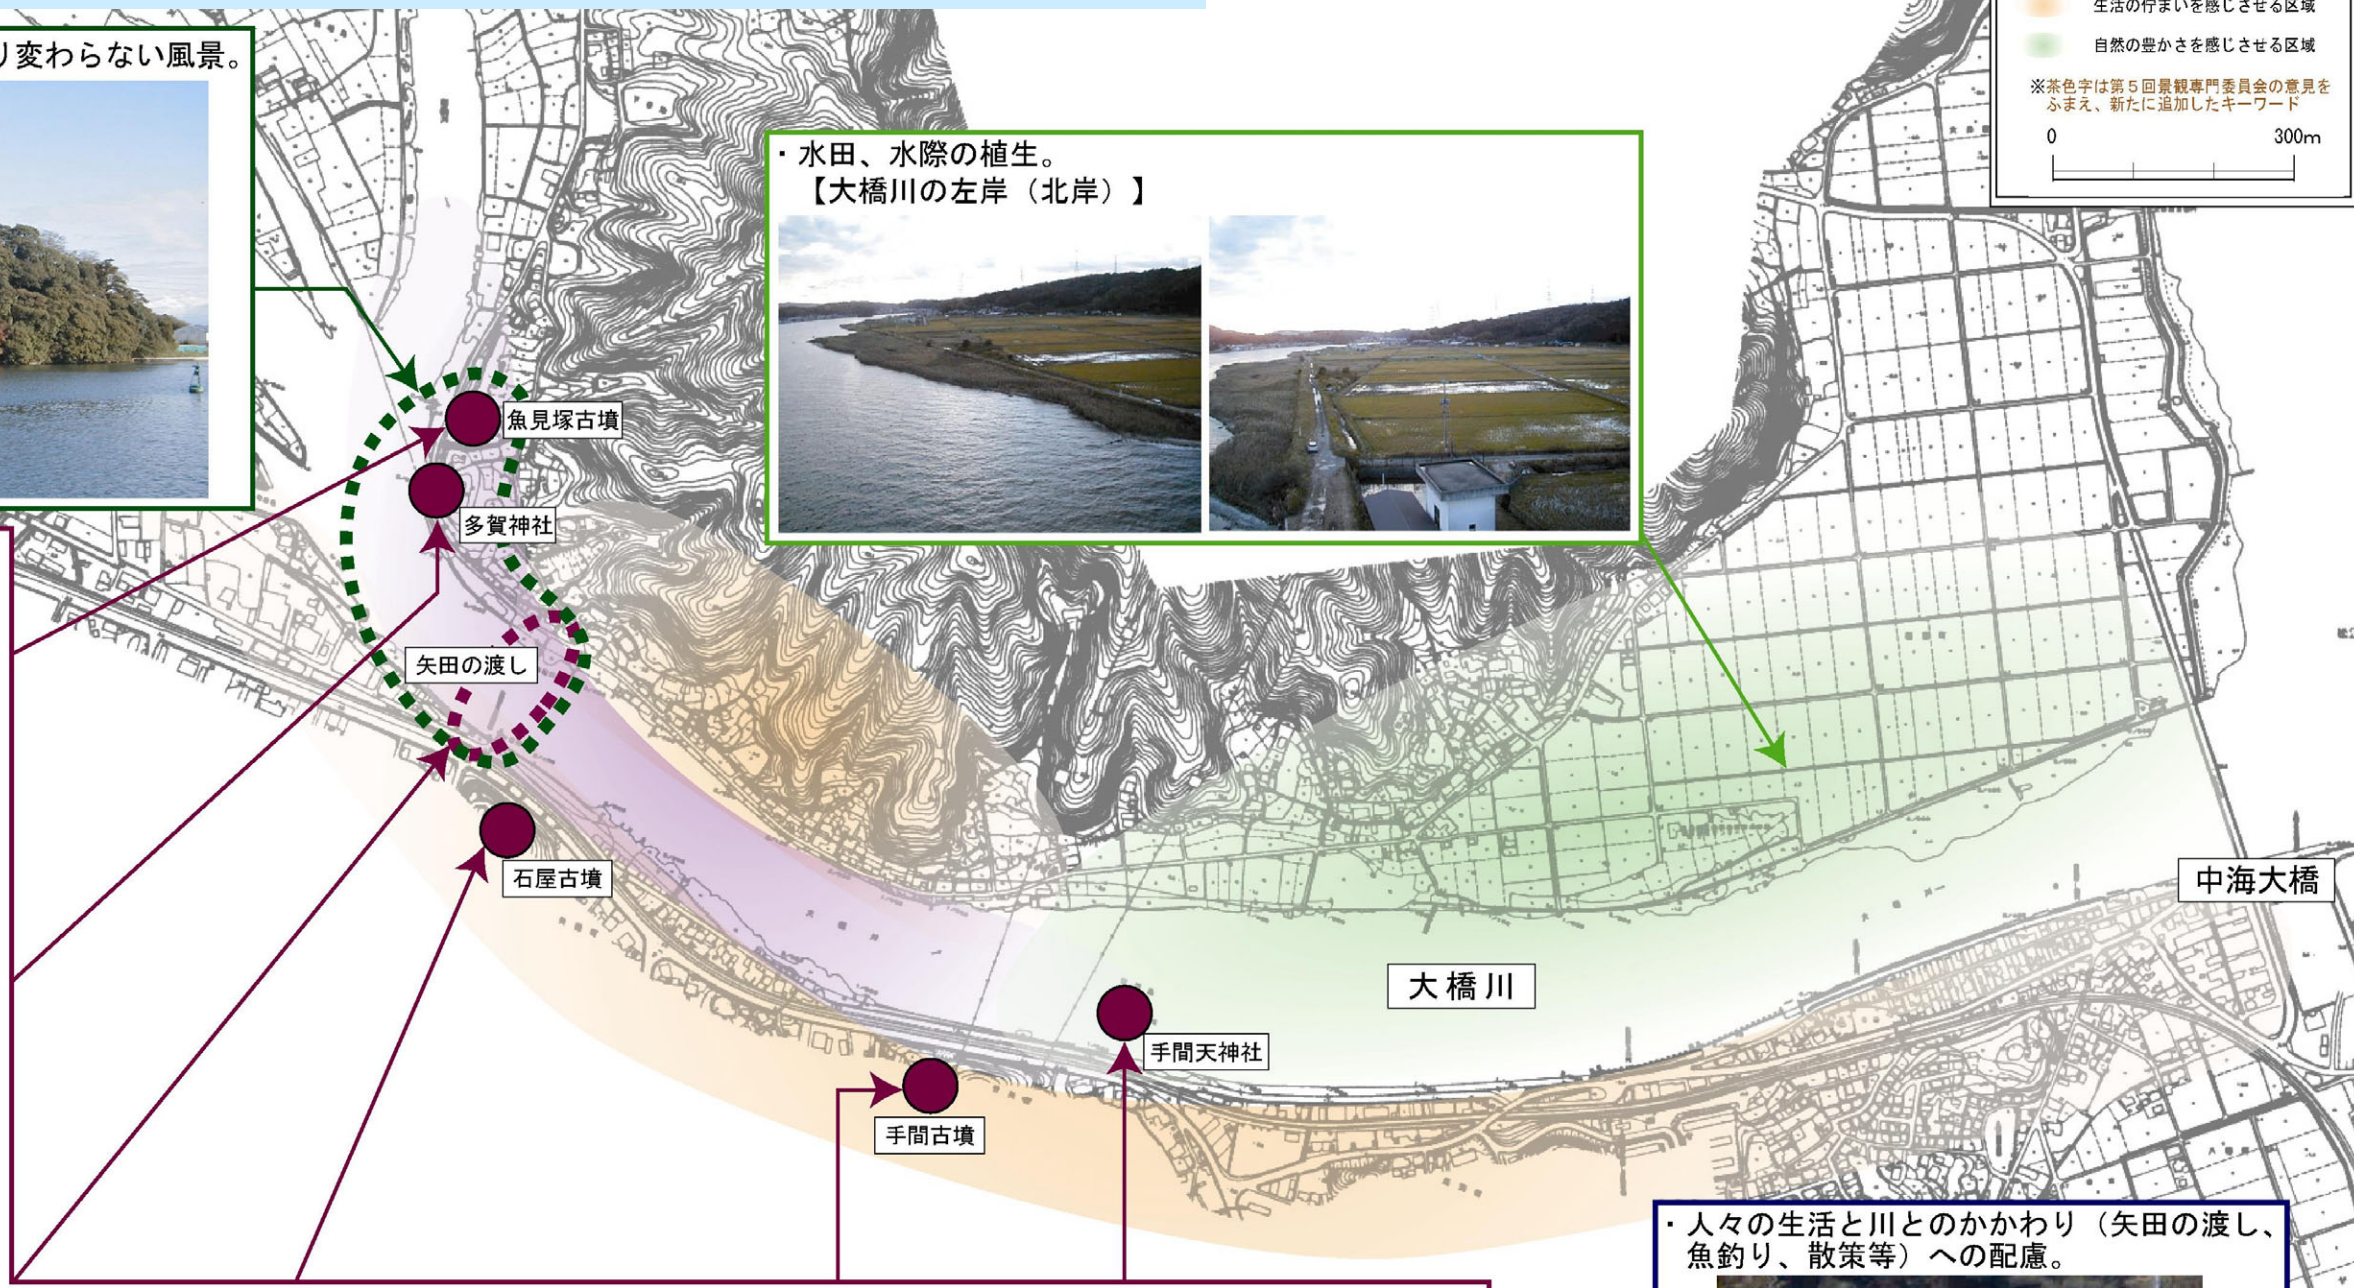 り変わらない風景。
生活の佇まいを感じさせる区域
自然の豊かさを感じさせる区域
※茶色字は第５回景観専門委員会の意見を
ふまえ、新たに追加したキーワード
0 300m
・水田、水際の植生。
【大橋川の左岸（北岸）】
魚見塚古墳
多賀神社
矢田の渡し
石屋古墳
中海大橋
大橋川
手間天神社
手間古墳
・人々の生活と川とのかかわり（矢田の渡し、
魚釣り、散策等）への配慮。